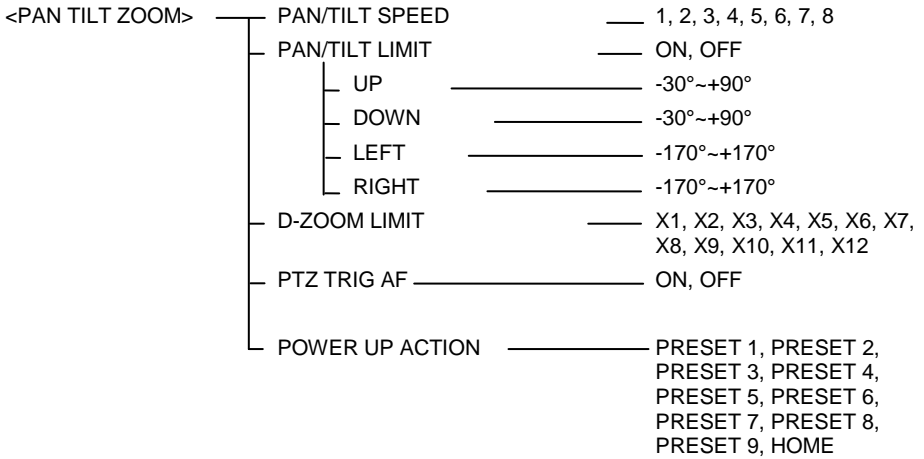 <PAN TILT ZOOM> PAN/TILT SPEED 1, 2, 3, 4, 5, 6, 7, 8
PAN/TILT LIMIT ON, OFF
UP -30°~+90°
DOWN -30°~+90°
LEFT -170°~+170°
RIGHT -170°~+170°
D-ZOOM LIMIT X1, X2, X3, X4, X5, X6, X7,
X8, X9, X10, X11, X12
PTZ TRIG AF ON, OFF
POWER UP ACTION PRESET 1, PRESET 2,
PRESET 3, PRESET 4,
PRESET 5, PRESET 6,
PRESET 7, PRESET 8,
PRESET 9, HOME